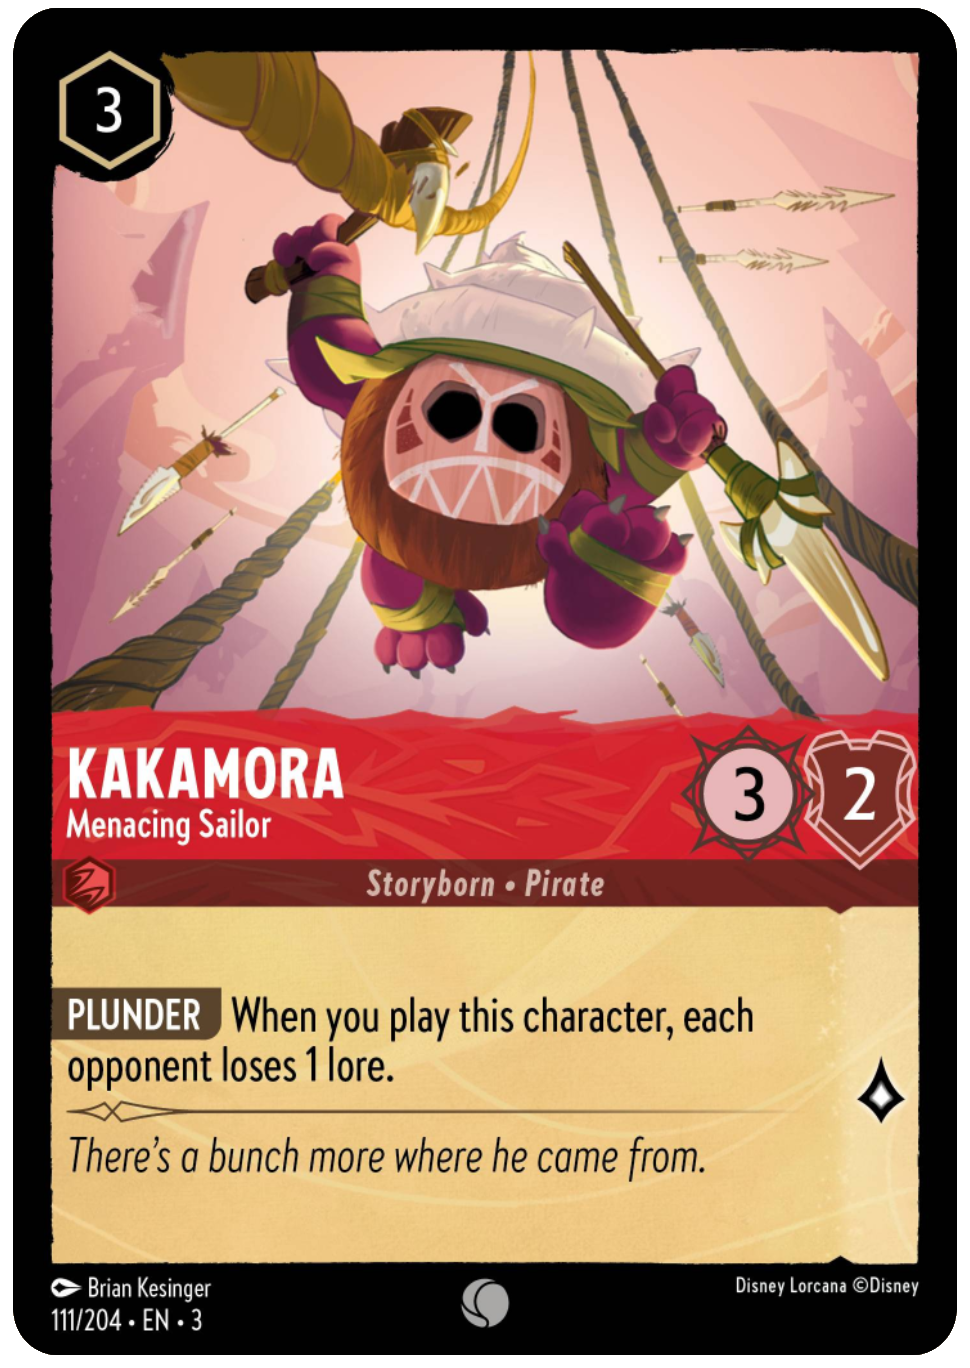 3
KAKAMORA
Menacing Sailor
3
2
Storyborn • Pirate
PLUNDER When you play this character, each
opponent loses 1 lore.
There's a bunch more where he came from.
Brian Kesinger
111/204 • EN • 3
Disney Lorcana ©Disney